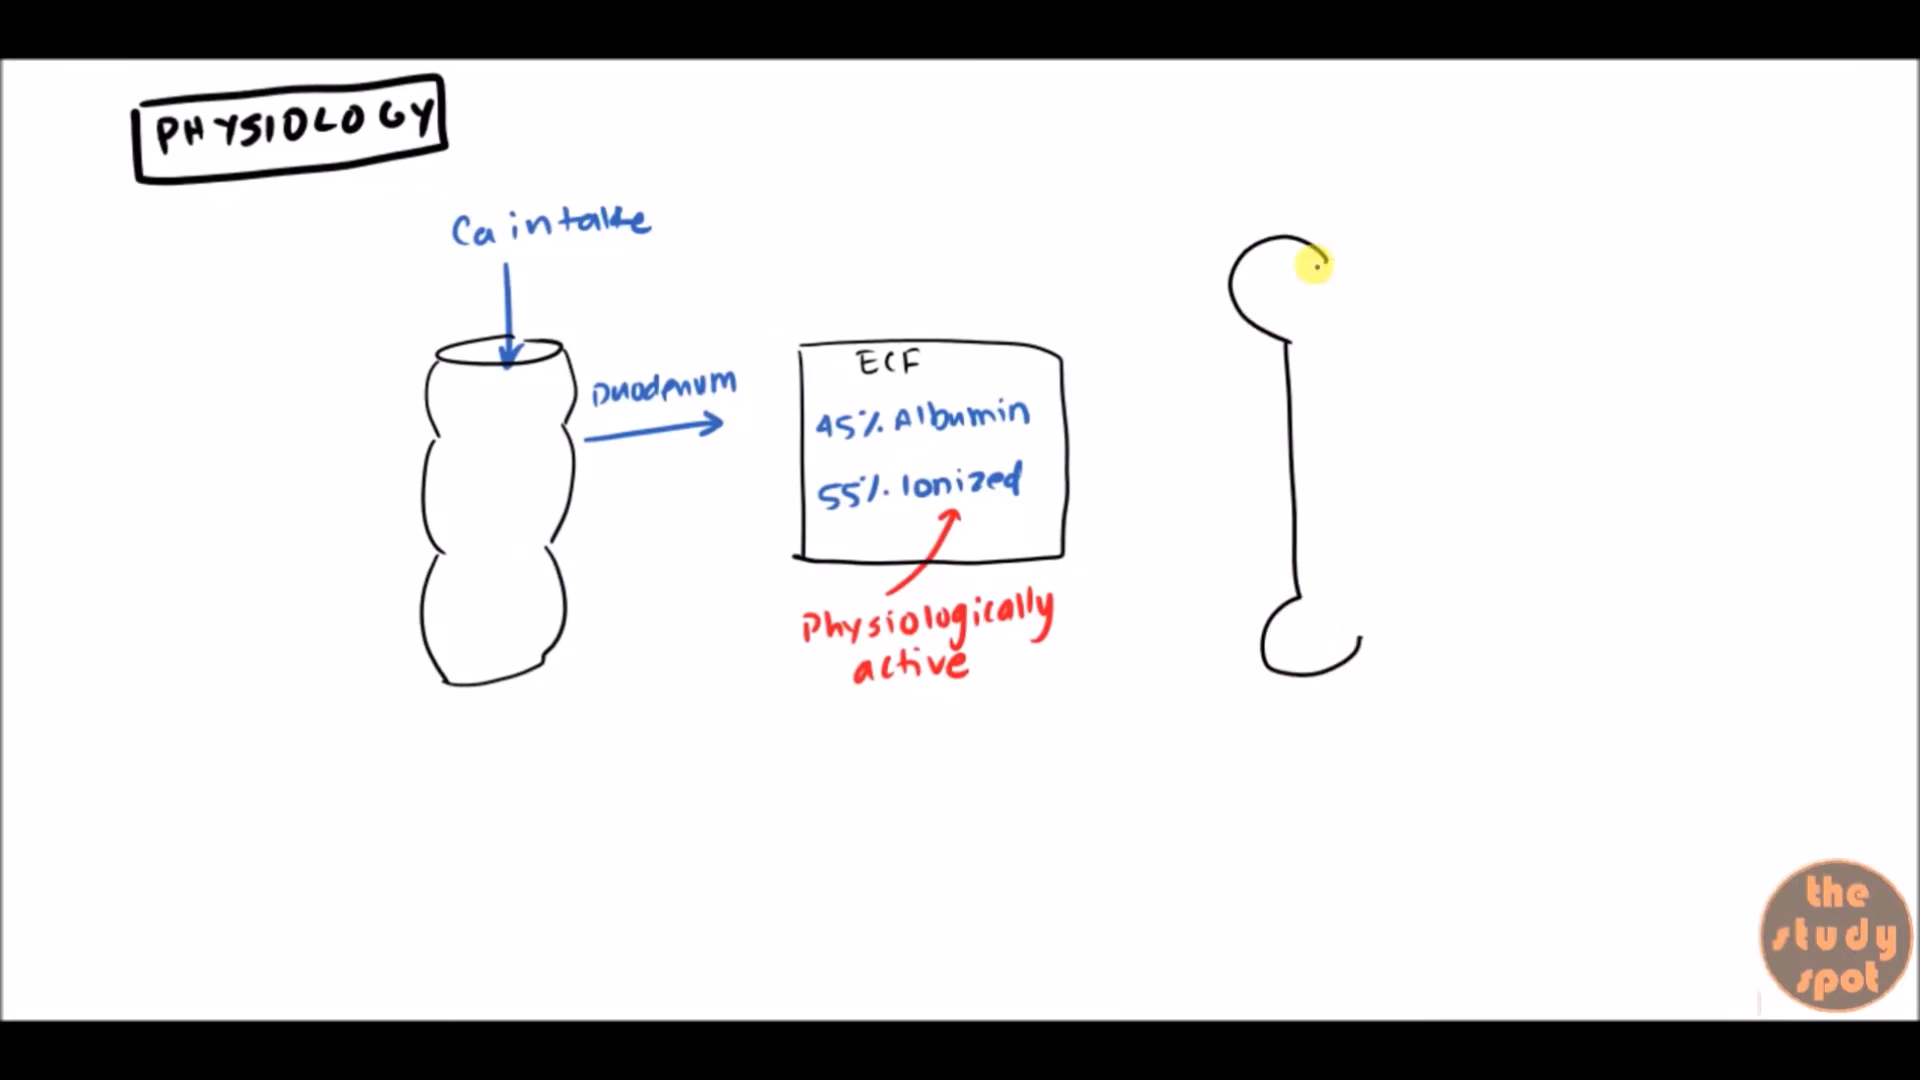 PHYSIOLOGY
Ca intake
Duodenum
ECF
45% Albumin
55% Ionized
Physiologically
active
the
study
spot